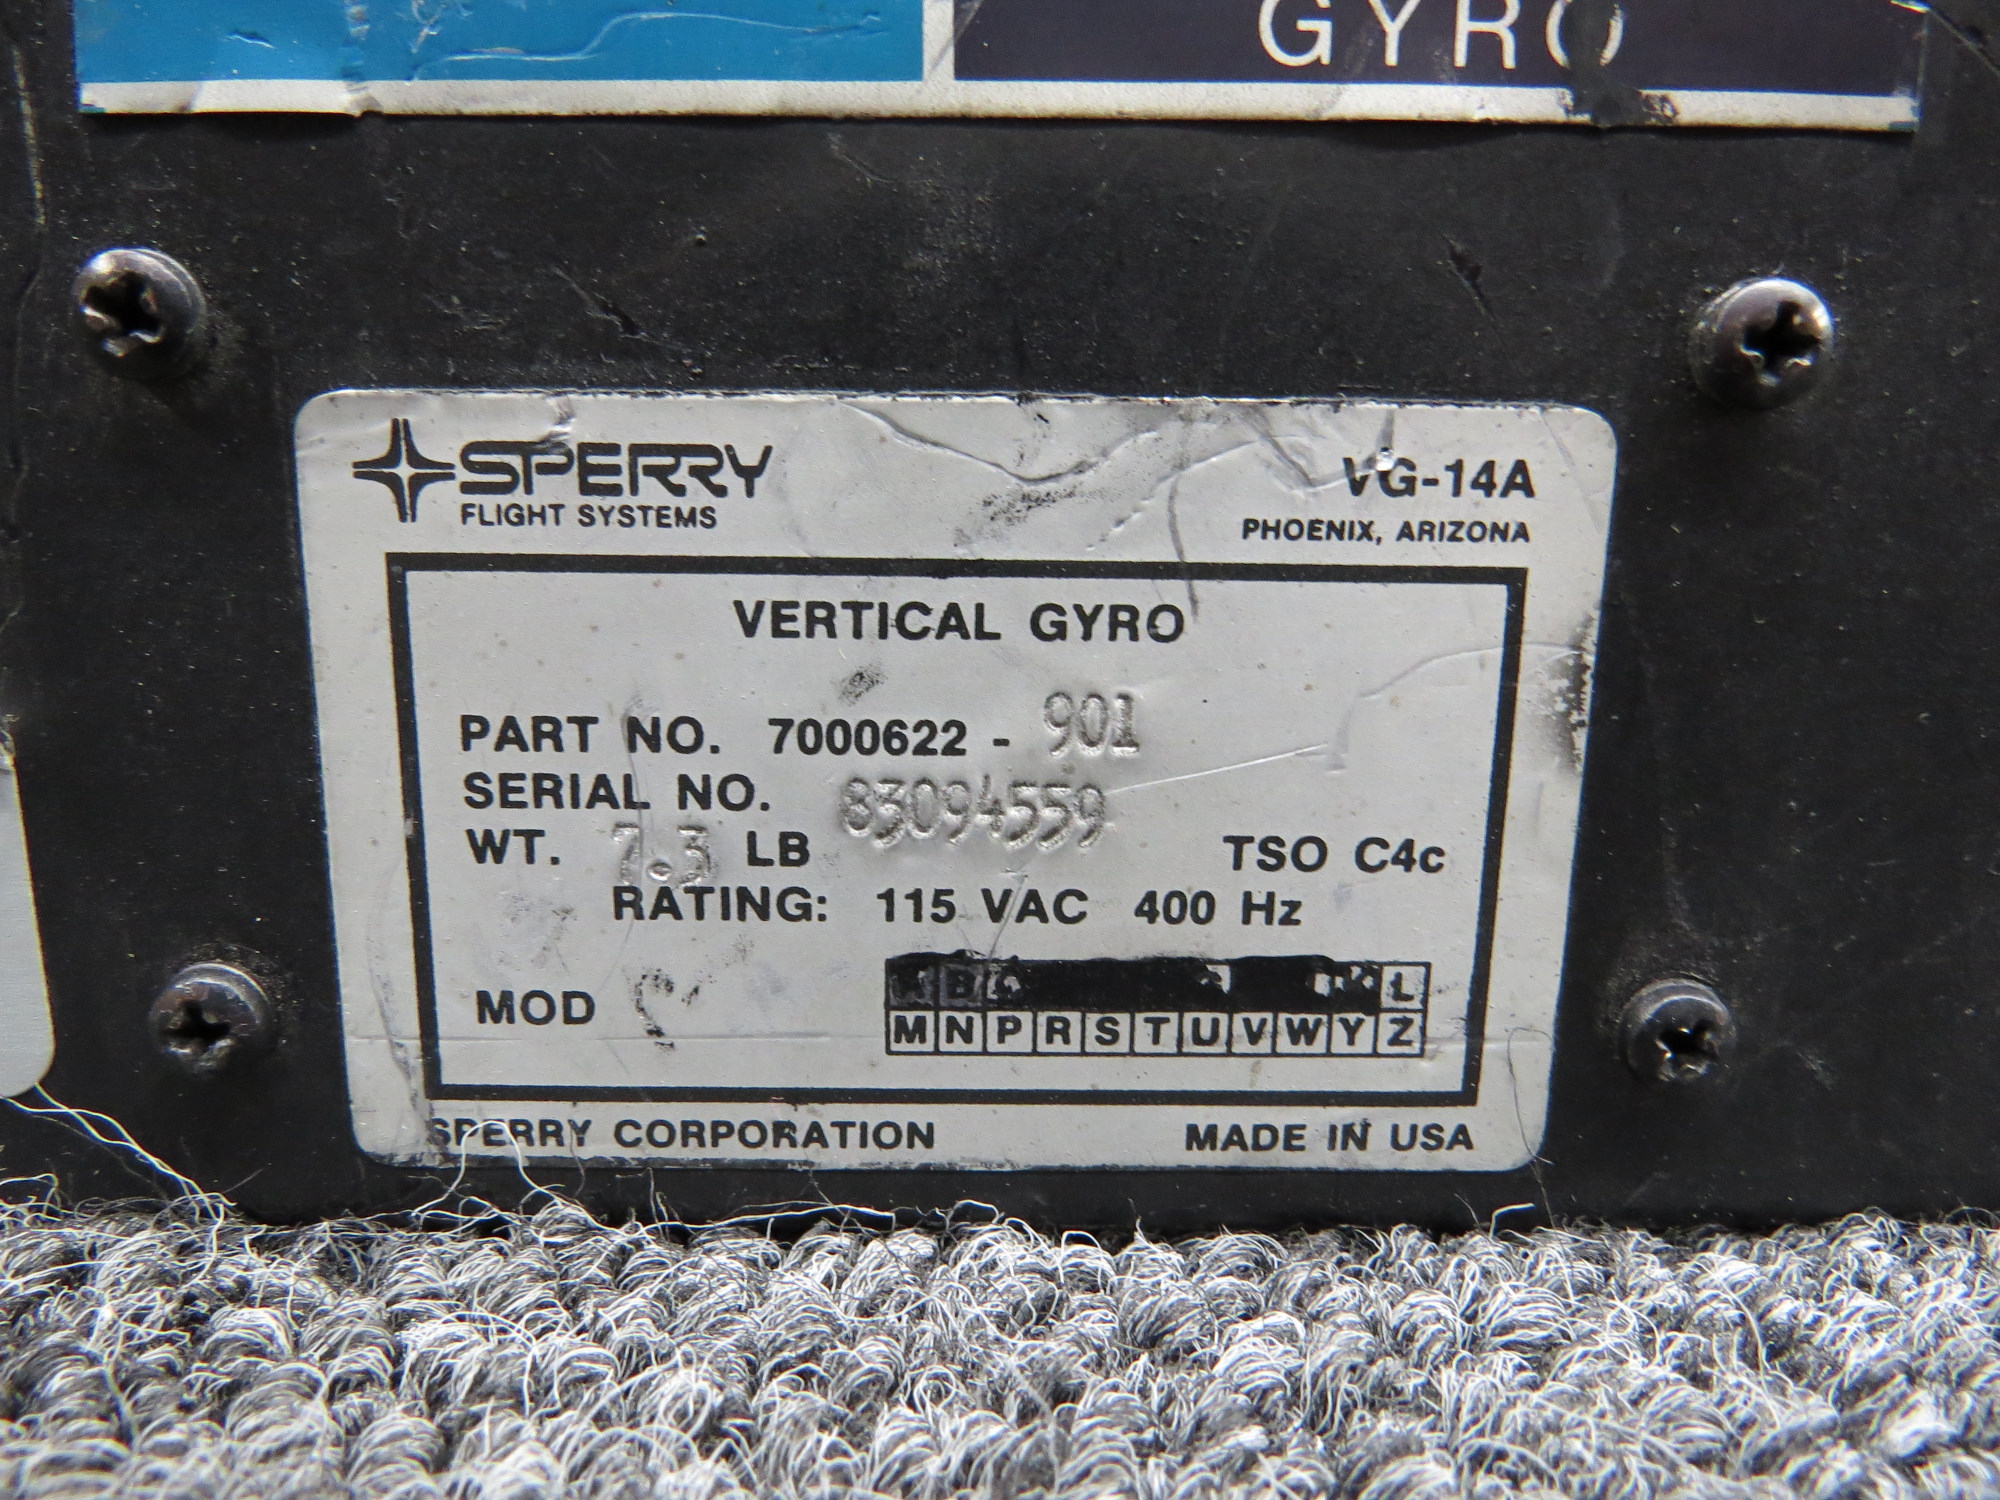 GYRO
SPERRY VG-14A
FLIGHT SYSTEMS PHOENIX, ARIZONA
VERTICAL GYRO
PART NO. 7000622 - 901
SERIAL NO. 83094559
WT. 7.3 LB TSO C4c
RATING: 115 VAC 400 Hz
B L
MOD M N P R S T U V W Y Z
SPERRY CORPORATION MADE IN USA